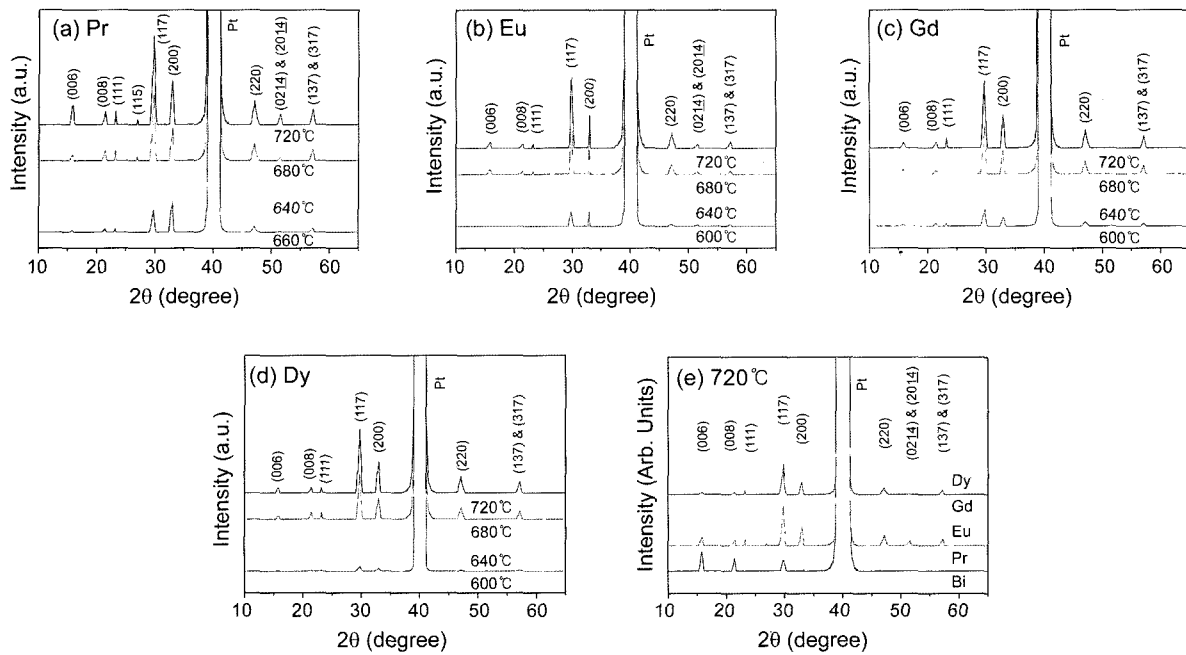 (a) Pr
Pt
(006)
(008)
(111)
(115)
(117)
(200)
(220)
(0214) & (2014)
(137) & (317)
720℃
680℃
640℃
660℃
Intensity (a.u.)
10 20 30 40 50 60
2θ (degree)
(b) Eu
Pt
(006)
(008)
(111)
(117)
(200)
(220)
(0214) & (2014)
(137) & (317)
720℃
680℃
640℃
600℃
Intensity (a.u.)
10 20 30 40 50 60
2θ (degree)
(c) Gd
Pt
(006)
(008)
(111)
(117)
(200)
(220)
(137) & (317)
720℃
680℃
640℃
600℃
Intensity (a.u.)
10 20 30 40 50 60
2θ (degree)
(d) Dy
Pt
(006)
(008)
(111)
(117)
(200)
(220)
(137) & (317)
720℃
680℃
640℃
600℃
Intensity (a.u.)
10 20 30 40 50 60
2θ (degree)
(e) 720℃
Pt
(006)
(008)
(111)
(117)
(200)
(220)
(0214) & (2014)
(137) & (317)
Dy
Gd
Eu
Pr
Bi
Intensity (Arb. Units)
10 20 30 40 50 60
2θ (degree)